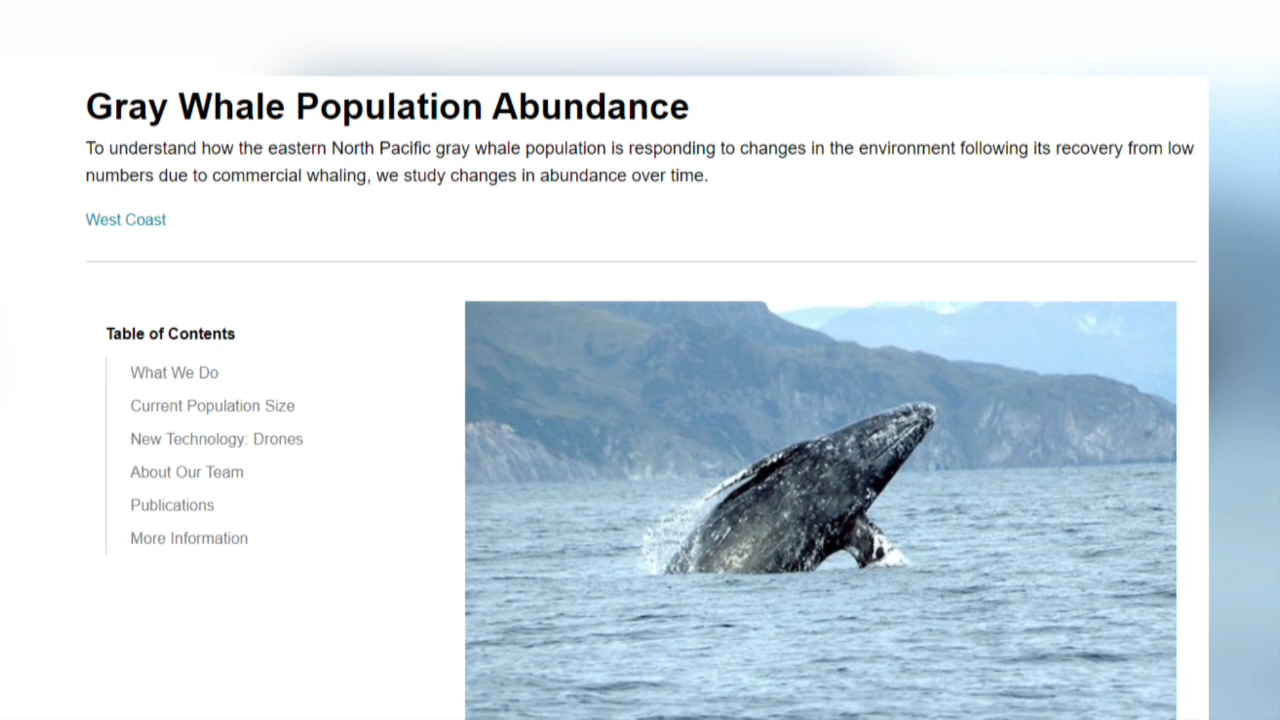 Gray Whale Population Abundance
To understand how the eastern North Pacific gray whale population is responding to changes in the environment following its recovery from low
numbers due to commercial whaling, we study changes in abundance over time.
West Coast
Table of Contents
What We Do
Current Population Size
New Technology: Drones
About Our Team
Publications
More Information